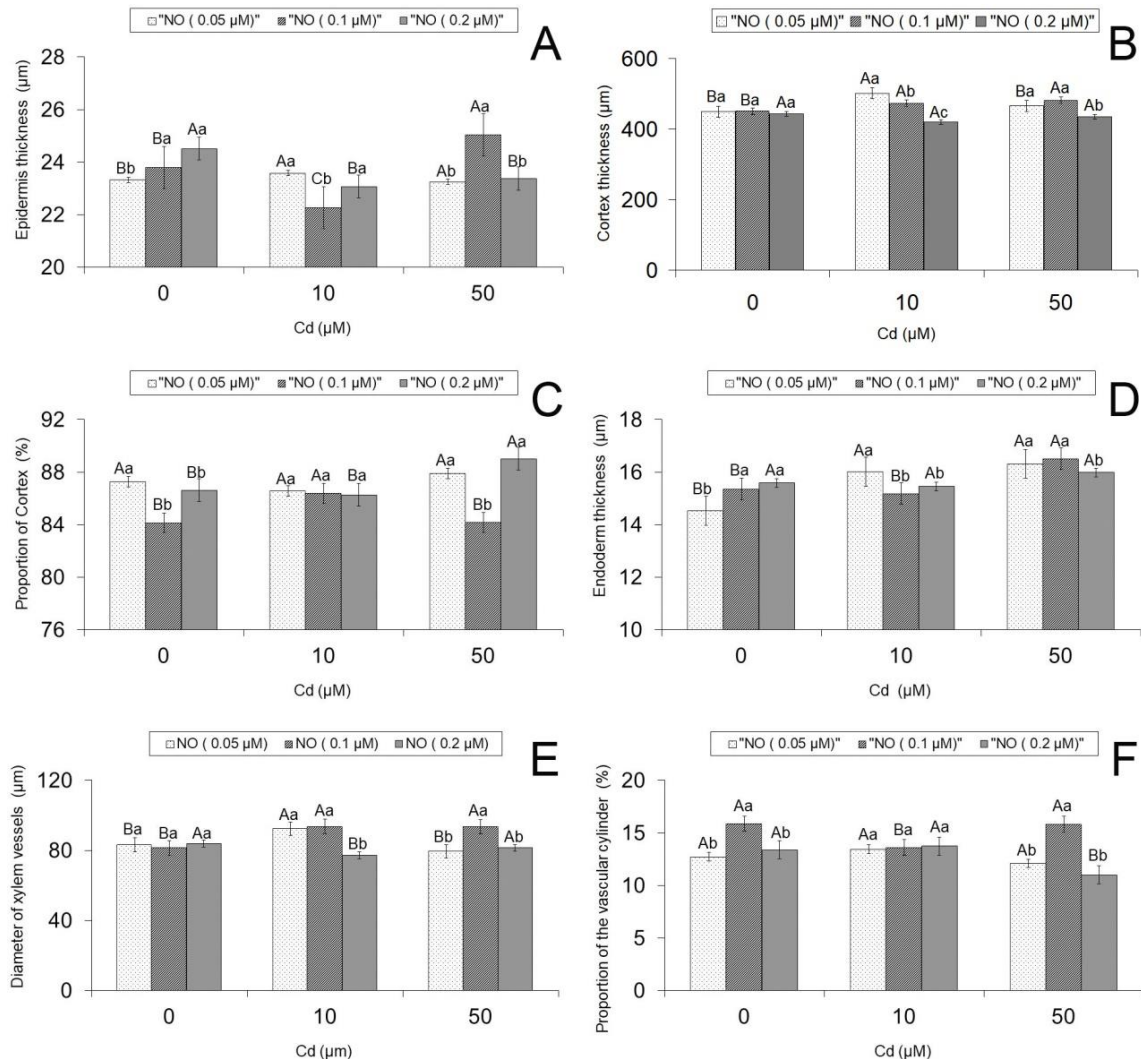 "NO ( 0.05 µM)" "NO ( 0.1 µM)" "NO ( 0.2 µM)"
A
Epidermis thickness (µm)
28
26
24
22
20
Bb Ba Aa Aa Cb Ba Ab Aa Bb
0 10 50
Cd (µM)
"NO ( 0.05 µM)" "NO ( 0.1 µM)" "NO ( 0.2 µM)"
B
Cortex thickness (µm)
600
400
200
0
Ba Ba Aa Aa Ab Ac Ba Aa Ab
0 10 50
Cd (µM)
"NO ( 0.05 µM)" "NO ( 0.1 µM)" "NO ( 0.2 µM)"
C
Proportion of Cortex (%)
92
88
84
80
76
Aa Bb Bb Aa Aa Ba Aa Bb Aa
0 10 50
Cd (µM)
"NO ( 0.05 µM)" "NO ( 0.1 µM)" "NO ( 0.2 µM)"
D
Endoderm thickness (µm)
18
16
14
12
10
Bb Ba Aa Aa Bb Ab Aa Aa Ab
0 10 50
Cd (µM)
NO ( 0.05 µM) NO ( 0.1 µM) NO ( 0.2 µM)
E
Diameter of xylem vessels (µm)
120
80
40
0
Ba Ba Aa Aa Aa Bb Bb Aa Ab
0 10 50
Cd (µm)
"NO ( 0.05 µM)" "NO ( 0.1 µM)" "NO ( 0.2 µM)"
F
Proportion of the vascular cylinder (%)
20
15
10
5
0
Ab Aa Ab Aa Ba Aa Ab Aa Bb
0 10 50
Cd (µM)